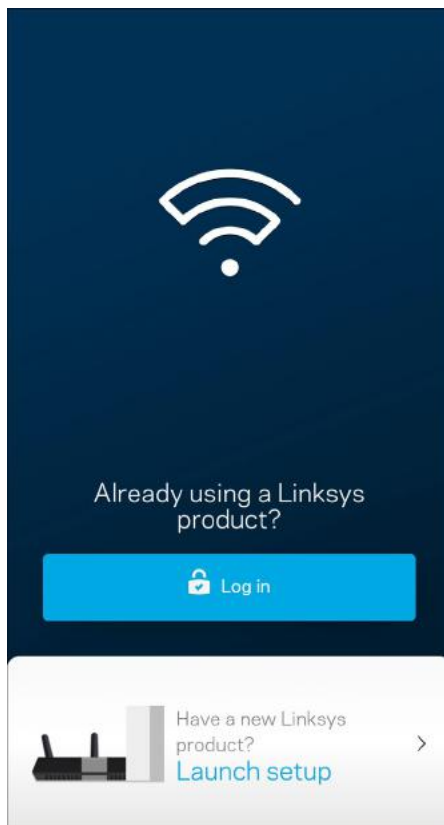 Already using a Linksys
product?
Log in
Have a new Linksys
product?
Launch setup